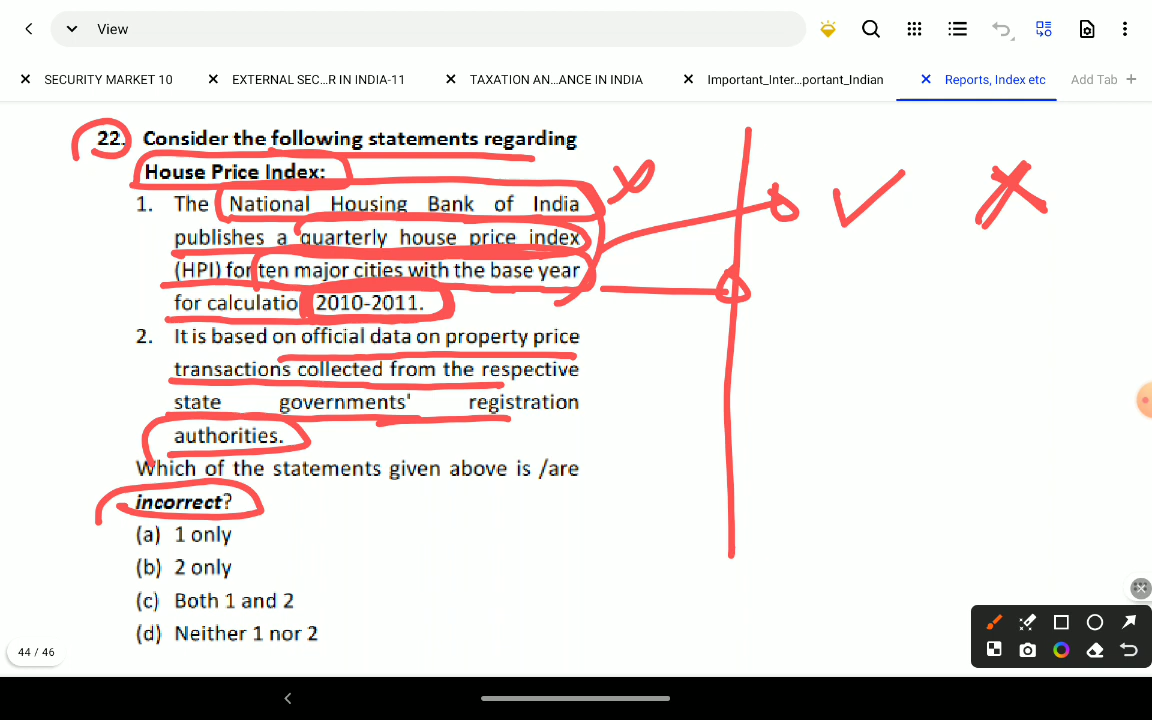 View
SECURITY MARKET 10
EXTERNAL SEC...R IN INDIA-11
TAXATION AN...ANCE IN INDIA
Important_Inter...portant_Indian
Reports, Index etc
Add Tab +
22. Consider the following statements regarding
House Price Index:
1. The National Housing Bank of India
publishes a quarterly house price index
(HPI) for ten major cities with the base year
for calculatio 2010-2011.
2. It is based on official data on property price
transactions collected from the respective
state governments' registration
authorities.
Which of the statements given above is /are
incorrect?
(a) 1 only
(b) 2 only
(c) Both 1 and 2
(d) Neither 1 nor 2
44 / 46